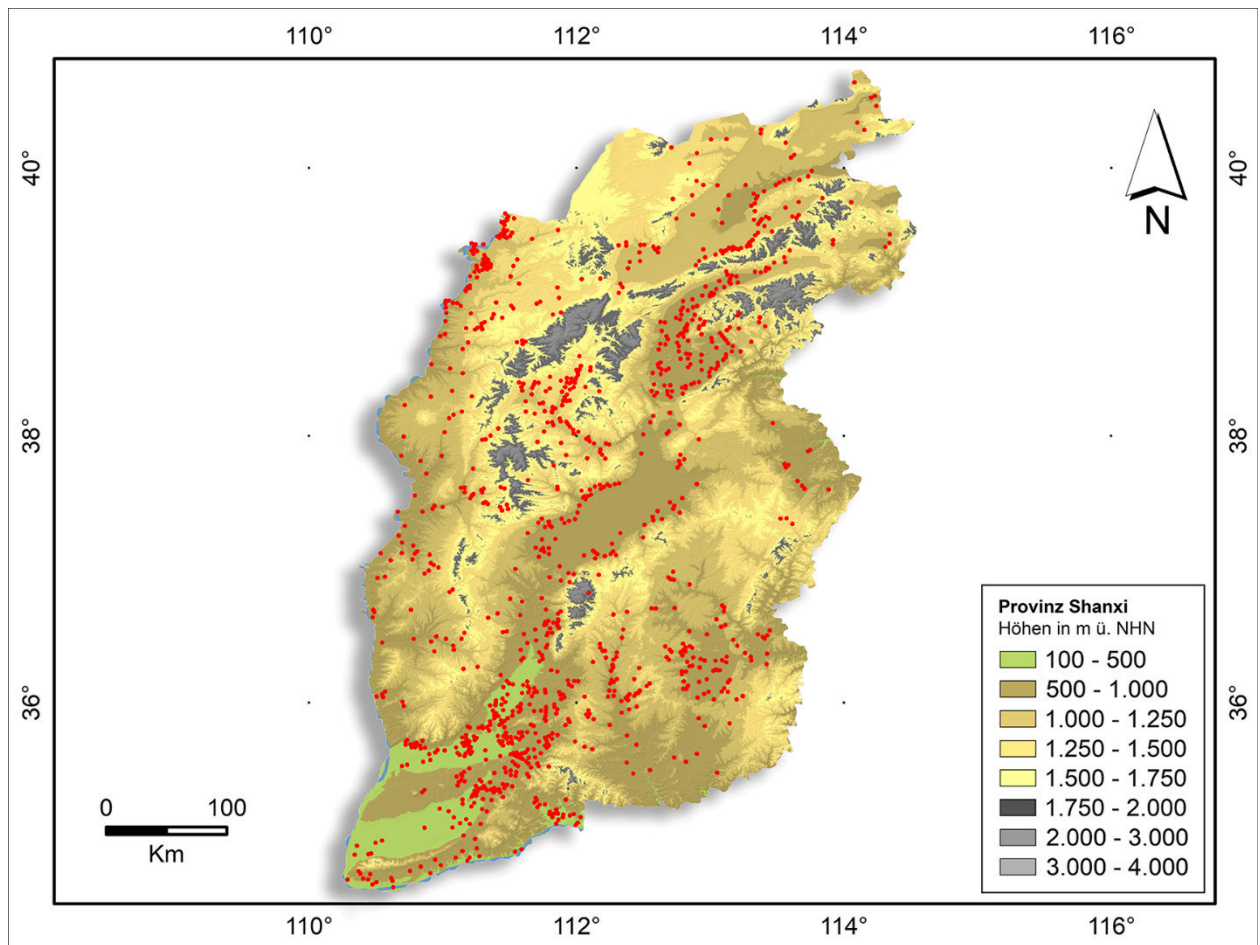 110° 112° 114° 116°
40° 40°
N
38° 38°
36° 36°
Provinz Shanxi
Höhen in m ü. NHN
100 - 500
500 - 1.000
1.000 - 1.250
1.250 - 1.500
1.500 - 1.750
1.750 - 2.000
2.000 - 3.000
3.000 - 4.000
0 100
Km
110° 112° 114° 116°